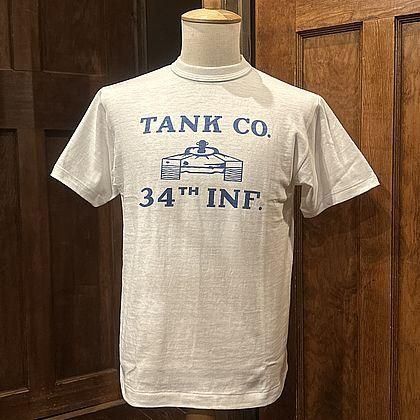 TANK CO.
34TH INF.